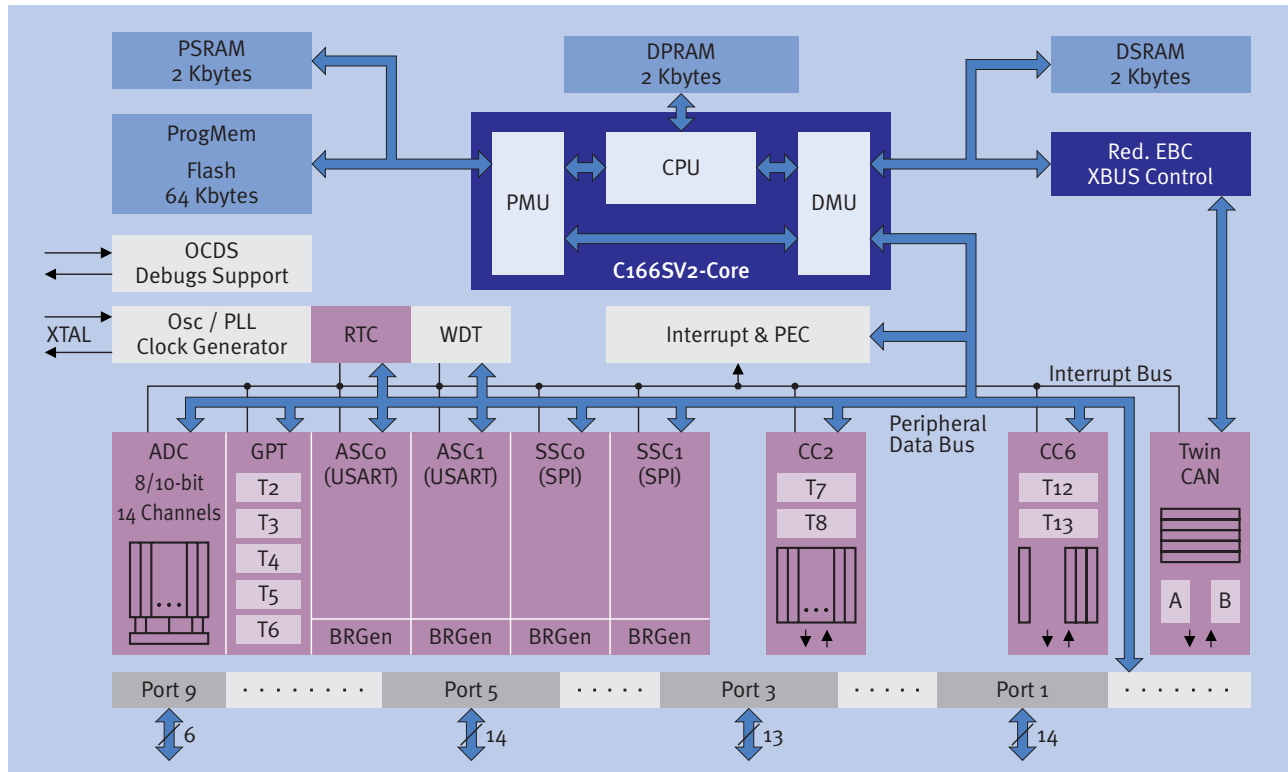 PSRAM
2 Kbytes
DPRAM
2 Kbytes
DSRAM
2 Kbytes
ProgMem
Flash
64 Kbytes
PMU
CPU
DMU
C166SV2-Core
Red. EBC
XBUS Control
OCDS
Debugs Support
XTAL
Osc / PLL
Clock Generator
RTC
WDT
Interrupt & PEC
Interrupt Bus
Peripheral
Data Bus
ADC
8/10-bit
14 Channels
GPT
T2
T3
T4
T5
T6
ASC0
(USART)
BRGen
ASC1
(USART)
BRGen
SSC0
(SPI)
BRGen
SSC1
(SPI)
BRGen
CC2
T7
T8
CC6
T12
T13
Twin
CAN
A
B
Port 9
Port 5
Port 3
Port 1
6
14
13
14